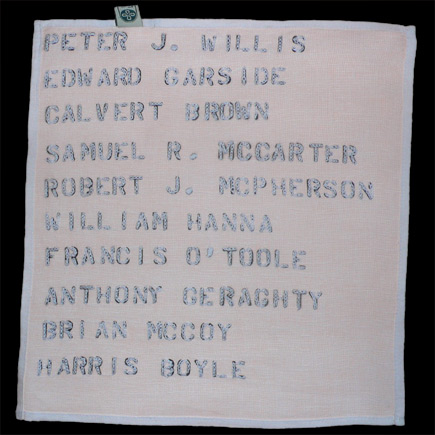 PETER J. WILLIS
EDWARD GARSIDE
CALVERT BROWN
SAMUEL R. MCCARTER
ROBERT J. MCPHERSON
WILLIAM HANNA
FRANCIS O'TOOLE
ANTHONY GERAGHTY
BRIAN MCCOY
HARRIS BOYLE